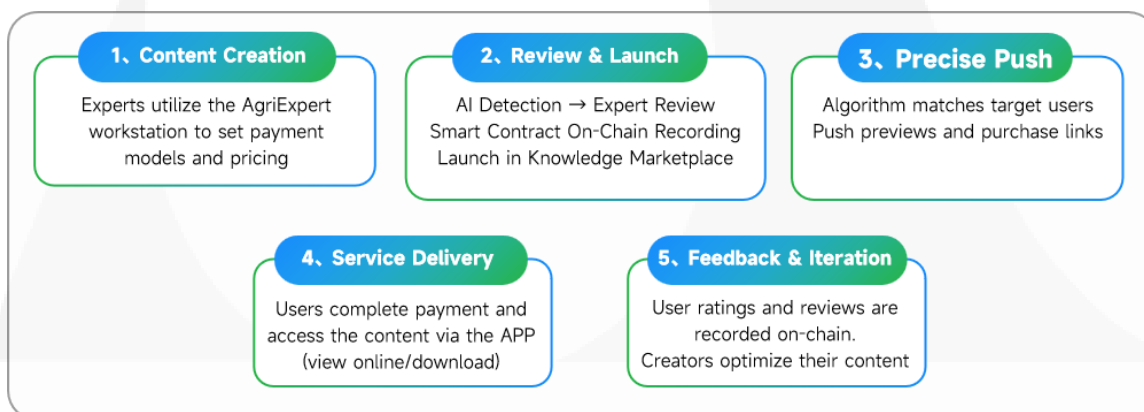 1、Content Creation
Experts utilize the AgriExpert
workstation to set payment
models and pricing
2、Review & Launch
AI Detection → Expert Review
Smart Contract On-Chain Recording
Launch in Knowledge Marketplace
3、Precise Push
Algorithm matches target users
Push previews and purchase links
4、Service Delivery
Users complete payment and
access the content via the APP
(view online/download)
5、Feedback & Iteration
User ratings and reviews are
recorded on-chain.
Creators optimize their content